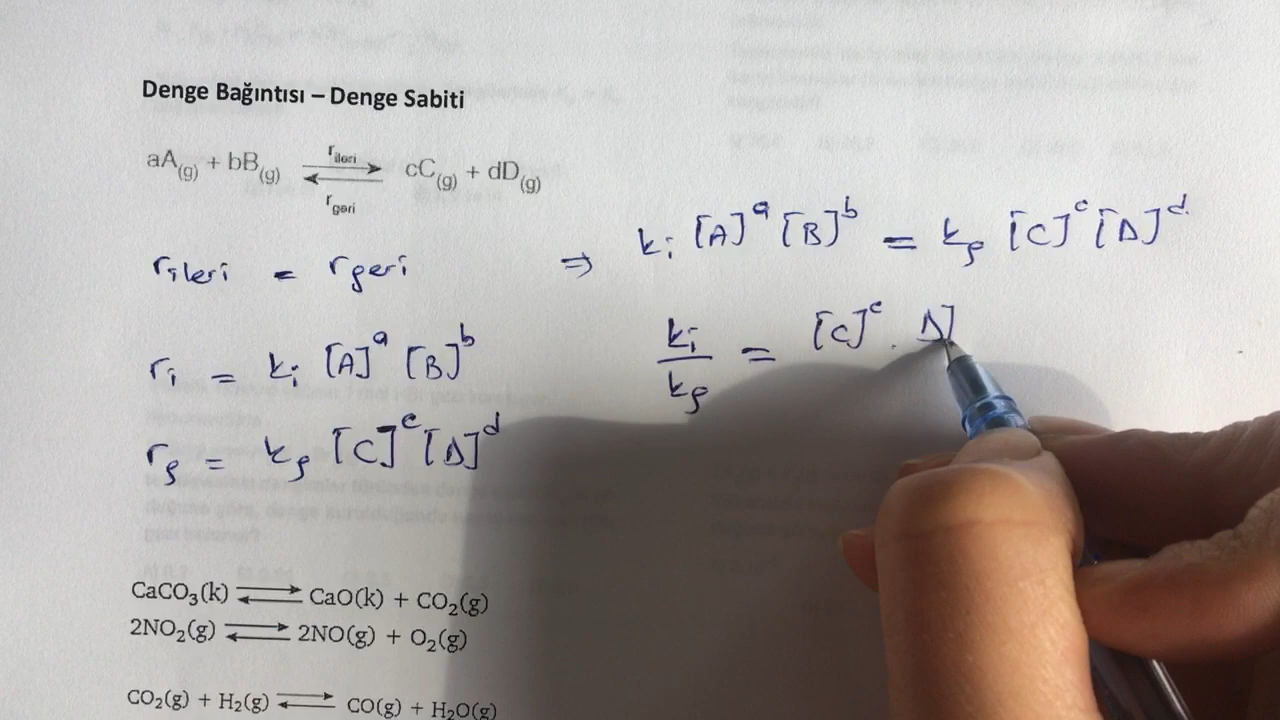 Denge Bağıntısı – Denge Sabiti
aA(g) + bB(g) ⇌ cC(g) + dD(g)
rileri
rgeri
rileri = rgeri
⇒ ki [A]^a [B]^b = kg [C]^c [D]^d
ri = ki [A]^a [B]^b
ki/kg = [C]^c . D]
rg = kg [C]^c [D]^d
CaCO₃(k) ⇌ CaO(k) + CO₂(g)
2NO₂(g) ⇌ 2NO(g) + O₂(g)
CO₂(g) + H₂(g) ⇌ CO(g) + H₂O(g)